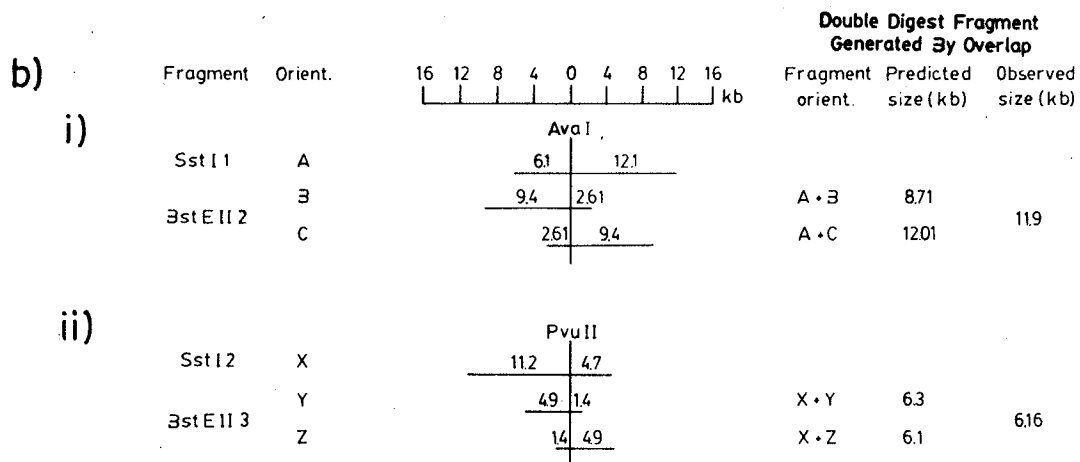 Double Digest Fragment
Generated By Overlap
b)
Fragment Orient. 16 12 8 4 0 4 8 12 16 kb Fragment orient. Predicted size (kb) Observed size (kb)
i)
Ava I
Sst I 1 A 6.1 12.1
B 9.4 2.61 A + B 8.71
Bst E II 2 11.9
C 2.61 9.4 A + C 12.01
ii)
Pvu II
Sst I 2 X 11.2 4.7
Y 4.9 1.4 X + Y 6.3
Bst E II 3 6.16
Z 1.4 4.9 X + Z 6.1